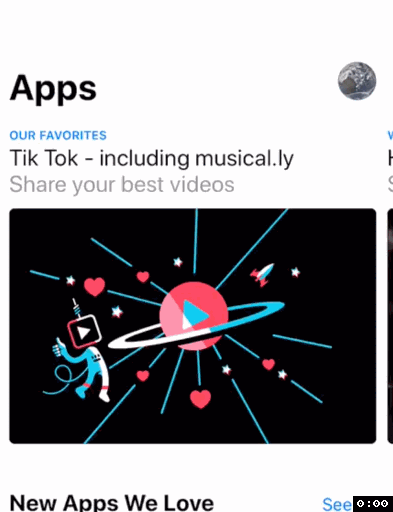 Apps
OUR FAVORITES
Tik Tok - including musical.ly
Share your best videos
New Apps We Love
See
0:00